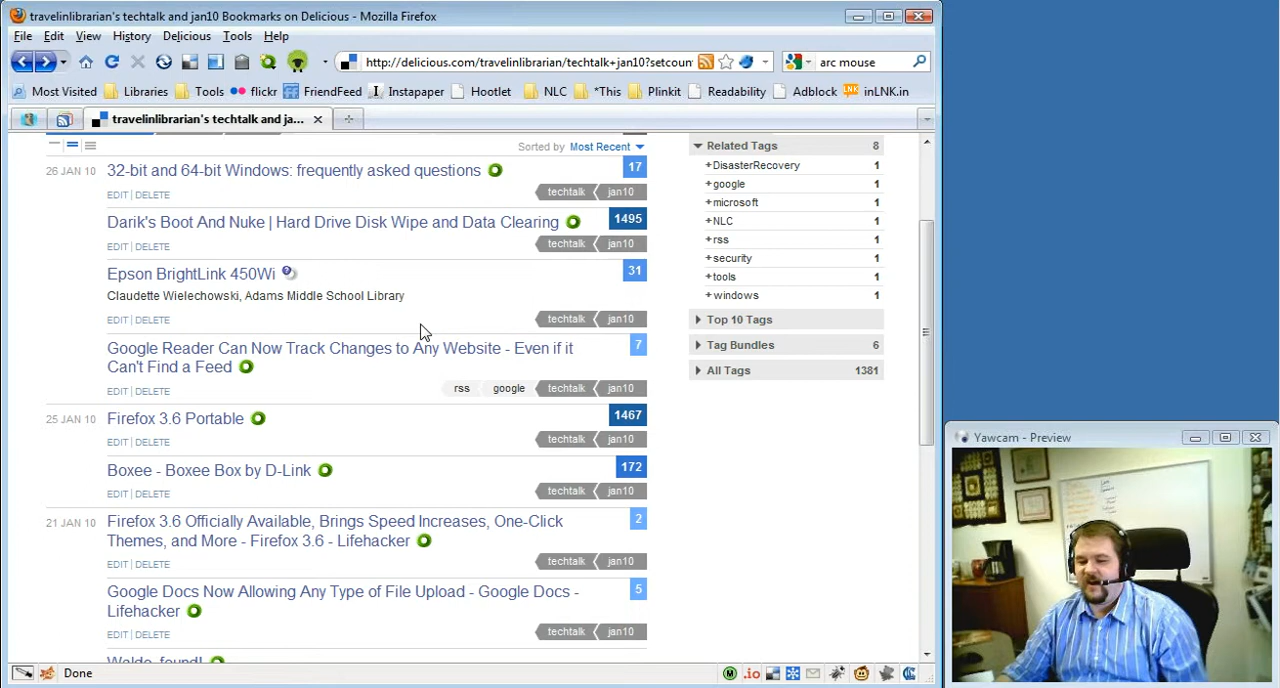 travelinlibrarian's techtalk and jan10 Bookmarks on Delicious - Mozilla Firefox
File Edit View History Delicious Tools Help
http://delicious.com/travelinlibrarian/techtalk+jan10?setcoun
arc mouse
Most Visited Libraries Tools flickr FriendFeed Instapaper Hootlet NLC *This Plinkit Readability Adblock inLNK.in
travelinlibrarian's techtalk and ja...
Sorted by Most Recent
26 JAN 10 32-bit and 64-bit Windows: frequently asked questions 17
EDIT | DELETE techtalk jan10
Darik's Boot And Nuke | Hard Drive Disk Wipe and Data Clearing 1495
EDIT | DELETE techtalk jan10
Epson BrightLink 450Wi 31
Claudette Wielechowski, Adams Middle School Library
EDIT | DELETE techtalk jan10
Google Reader Can Now Track Changes to Any Website - Even if it 7
Can't Find a Feed
EDIT | DELETE rss google techtalk jan10
25 JAN 10 Firefox 3.6 Portable 1467
EDIT | DELETE techtalk jan10
Boxee - Boxee Box by D-Link 172
EDIT | DELETE techtalk jan10
21 JAN 10 Firefox 3.6 Officially Available, Brings Speed Increases, One-Click 2
Themes, and More - Firefox 3.6 - Lifehacker
EDIT | DELETE techtalk jan10
Google Docs Now Allowing Any Type of File Upload - Google Docs - 5
Lifehacker
EDIT | DELETE techtalk jan10
Waldo, found!
Related Tags 8
+DisasterRecovery 1
+google 1
+microsoft 1
+NLC 1
+rss 1
+security 1
+tools 1
+windows 1
Top 10 Tags
Tag Bundles 6
All Tags 1381
Done
.io
Yawcam - Preview